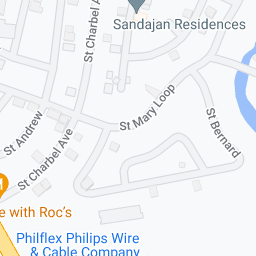 Sandajan Residences
St Charbel A
St Mary Loop
St Bernard
St Andrew
St Charbel Ave
e with Roc's
Philflex Philips Wire
& Cable Company